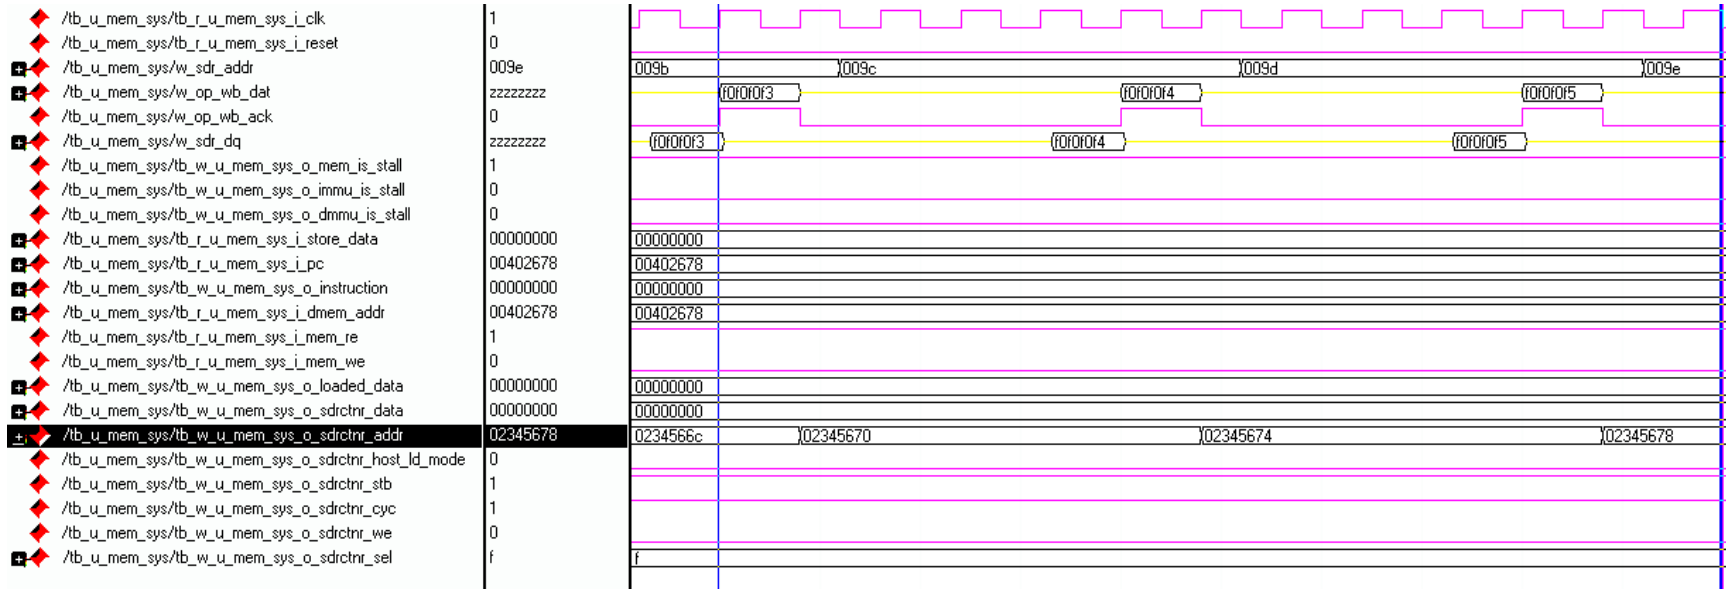 /tb_u_mem_sys/tb_r_u_mem_sys_i_clk 1
/tb_u_mem_sys/tb_r_u_mem_sys_i_reset 0
/tb_u_mem_sys/w_sdr_addr 009e 009b 009c 009d 009e
/tb_u_mem_sys/w_op_wb_dat zzzzzzzz f0f0f0f3 f0f0f0f4 f0f0f0f5
/tb_u_mem_sys/w_op_wb_ack 0
/tb_u_mem_sys/w_sdr_dq zzzzzzzz f0f0f0f3 f0f0f0f4 f0f0f0f5
/tb_u_mem_sys/tb_w_u_mem_sys_o_mem_is_stall 1
/tb_u_mem_sys/tb_w_u_mem_sys_o_immu_is_stall 0
/tb_u_mem_sys/tb_w_u_mem_sys_o_dmmu_is_stall 0
/tb_u_mem_sys/tb_r_u_mem_sys_i_store_data 00000000 00000000
/tb_u_mem_sys/tb_r_u_mem_sys_i_pc 00402678 00402678
/tb_u_mem_sys/tb_w_u_mem_sys_o_instruction 00000000 00000000
/tb_u_mem_sys/tb_r_u_mem_sys_i_dmem_addr 00402678 00402678
/tb_u_mem_sys/tb_r_u_mem_sys_i_mem_re 1
/tb_u_mem_sys/tb_r_u_mem_sys_i_mem_we 0
/tb_u_mem_sys/tb_w_u_mem_sys_o_loaded_data 00000000 00000000
/tb_u_mem_sys/tb_w_u_mem_sys_o_sdrctnr_data 00000000 00000000
/tb_u_mem_sys/tb_w_u_mem_sys_o_sdrctnr_addr 02345678 0234566c 02345670 02345674 02345678
/tb_u_mem_sys/tb_w_u_mem_sys_o_sdrctnr_host_ld_mode 0
/tb_u_mem_sys/tb_w_u_mem_sys_o_sdrctnr_stb 1
/tb_u_mem_sys/tb_w_u_mem_sys_o_sdrctnr_cyc 1
/tb_u_mem_sys/tb_w_u_mem_sys_o_sdrctnr_we 0
/tb_u_mem_sys/tb_w_u_mem_sys_o_sdrctnr_sel f f